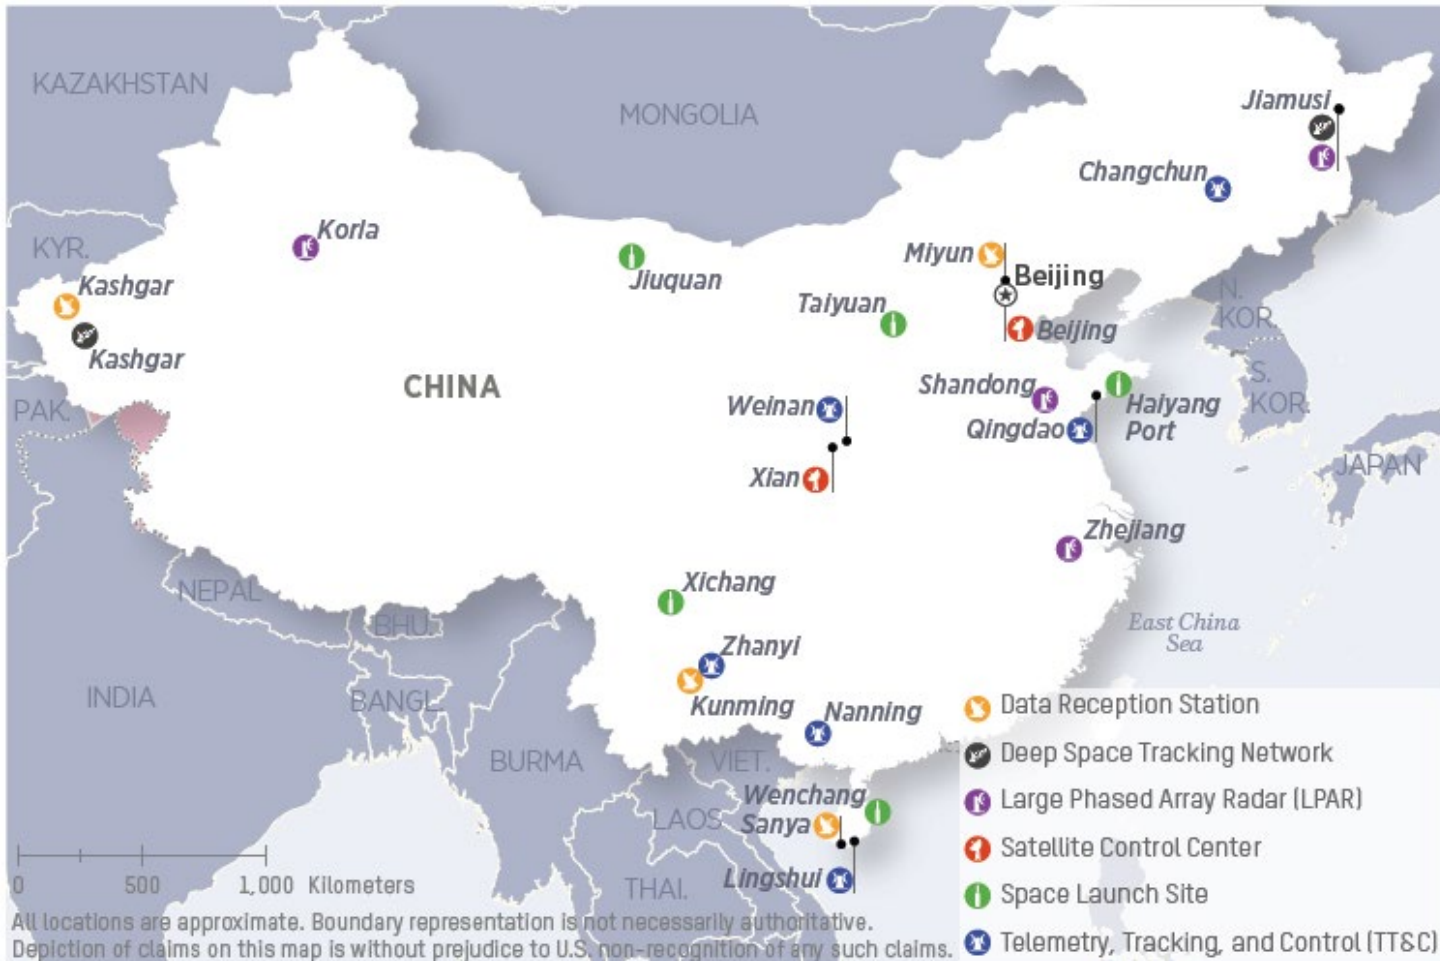 KAZAKHSTAN
MONGOLIA
Jiamusi
Changchun
Korla
KYR.
Miyun
Beijing
Jiuquan
Kashgar
Taiyuan
N.
KOR.
Beijing
Kashgar
CHINA
Shandong
S.
KOR.
PAK.
Weinan
Haiyang
Port
Qingdao
JAPAN
Xian
Zhejiang
Xichang
NEPAL
BHU.
East China
Sea
Zhanyi
INDIA
BANGL.
Kunming
Nanning
BURMA
VIET.
Wenchang
LAOS
Sanya
Lingshui
THAI.
Data Reception Station
Deep Space Tracking Network
Large Phased Array Radar (LPAR)
Satellite Control Center
Space Launch Site
Telemetry, Tracking, and Control (TT&C)
0 500 1,000 Kilometers
All locations are approximate. Boundary representation is not necessarily authoritative.
Depiction of claims on this map is without prejudice to U.S. non-recognition of any such claims.